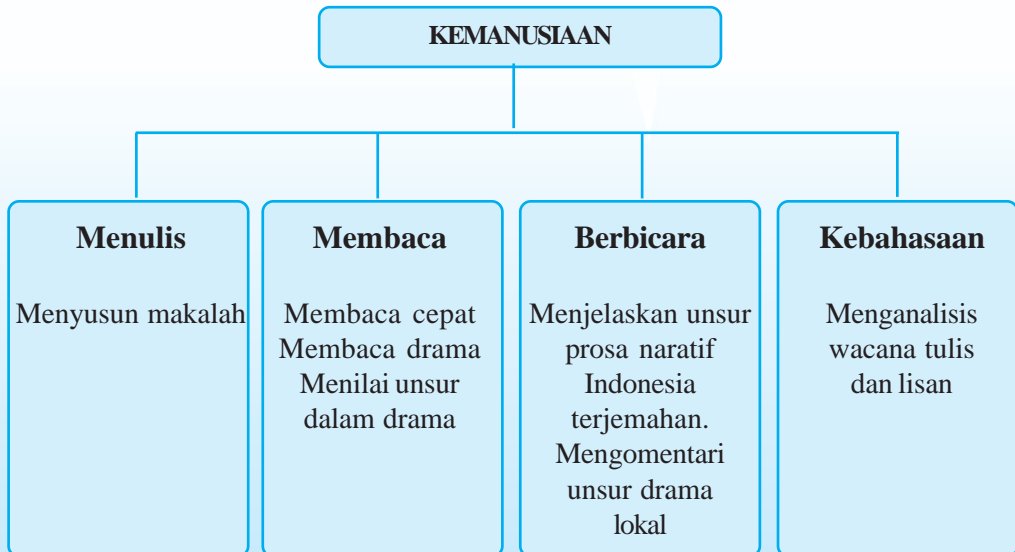 KEMANUSIAAN
Menulis
Menyusun makalah
Membaca
Membaca cepat
Membaca drama
Menilai unsur
dalam drama
Berbicara
Menjelaskan unsur
prosa naratif
Indonesia
terjemahan.
Mengomentari
unsur drama
lokal
Kebahasaan
Menganalisis
wacana tulis
dan lisan